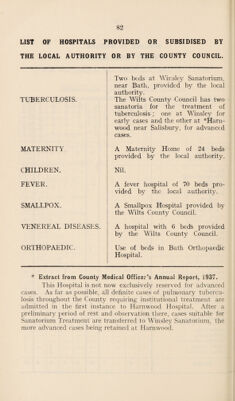 82
LIST OF HOSPITALS PROVIDED OR SUBSIDISED BY
THE LOCAL AUTHORITY OR BY THE COUNTY COUNCIL.
Two beds at Winsley Sanatorium,
near Bath, provided by the local
authority.
TUBERCULOSIS. The Wilts County Council has two
sanatoria for the treatment of
tuberculosis; one at Winsley for
early cases and the other at *Harn-
wood near Salisbury, for advanced
cases.
MATERNITY. A Maternity Home of 24 beds
provided by the local authority.
CHILDREN. Nil.
FEVER. A fever hospital of 70 beds pro-
vided by the local authority.
SMALLPOX. A Smallpox Hospital provided by
the Wilts County Council.
VENEREAL DISEASES. A hospital with 6 beds provided
by the Wilts County Council.
ORTHOPAEDIC. Use of beds in Bath Orthopaedic
Hospital.
* Extract from County Medical Officer's Annual Report, 1937.
This Hospital is not now exclusively reserved for advanced
cases. As far as possible, all definite cases of pulmonary tubercu-
losis throughout the County requiring institutional treatment are
admitted in the first instance to Harnwood Hospital. After a
preliminary period of rest and observation there, cases suitable for
Sanatorium Treatment are transferred to Winsley Sanatorium, the
more advanced cases being retained at Harnwood.